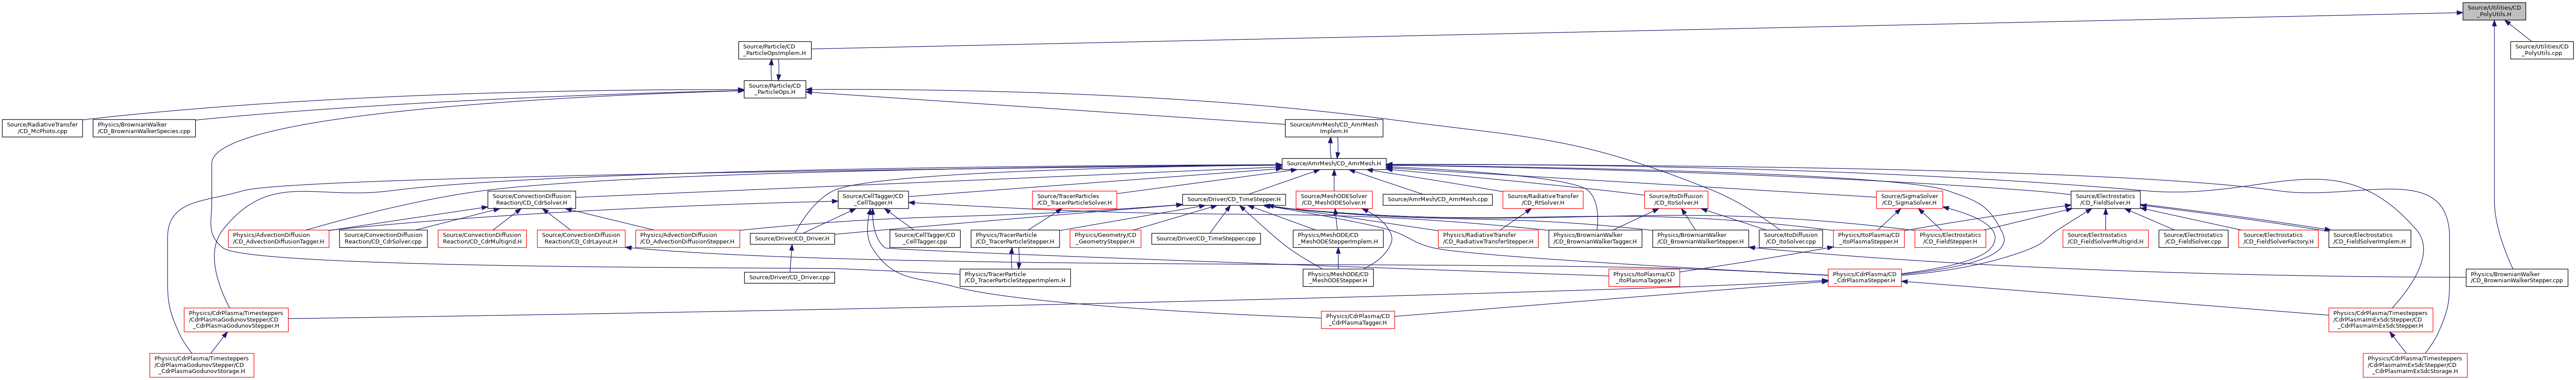 Source/Utilities/CD
_PolyUtils.H
Source/Particle/CD
_ParticleOpsImplem.H
Source/Utilities/CD
_PolyUtils.cpp
Source/Particle/CD
_ParticleOps.H
Source/RadiativeTransfer
/CD_McPhoto.cpp
Physics/BrownianWalker
/CD_BrownianWalkerSpecies.cpp
Source/AmrMesh/CD_AmrMesh
Implem.H
Source/AmrMesh/CD_AmrMesh.H
Source/ConvectionDiffusion
Reaction/CD_CdrSolver.H
Source/CellTagger/CD
_CellTagger.H
Source/TracerParticles
/CD_TracerParticleSolver.H
Source/Driver/CD_TimeStepper.H
Source/MeshODESolver
/CD_MeshODESolver.H
Source/AmrMesh/CD_AmrMesh.cpp
Source/RadiativeTransfer
/CD_RtSolver.H
Source/ItoDiffusion
/CD_ItoSolver.H
Source/SigmaSolver
/CD_SigmaSolver.H
Source/Electrostatics
/CD_FieldSolver.H
Physics/AdvectionDiffusion
/CD_AdvectionDiffusionTagger.H
Source/ConvectionDiffusion
Reaction/CD_CdrSolver.cpp
Source/ConvectionDiffusion
Reaction/CD_CdrMultigrid.H
Source/ConvectionDiffusion
Reaction/CD_CdrLayout.H
Physics/AdvectionDiffusion
/CD_AdvectionDiffusionStepper.H
Source/Driver/CD_Driver.H
Source/CellTagger/CD
_CellTagger.cpp
Physics/TracerParticle
/CD_TracerParticleStepper.H
Physics/Geometry/CD
_GeometryStepper.H
Source/Driver/CD_TimeStepper.cpp
Physics/MeshODE/CD
_MeshODEStepperImplem.H
Physics/RadiativeTransfer
/CD_RadiativeTransferStepper.H
Physics/BrownianWalker
/CD_BrownianWalkerTagger.H
Physics/BrownianWalker
/CD_BrownianWalkerStepper.H
Source/ItoDiffusion
/CD_ItoSolver.cpp
Physics/ItoPlasma/CD
_ItoPlasmaStepper.H
Physics/Electrostatics
/CD_FieldStepper.H
Source/Electrostatics
/CD_FieldSolverMultigrid.H
Source/Electrostatics
/CD_FieldSolver.cpp
Source/Electrostatics
/CD_FieldSolverFactory.H
Source/Electrostatics
/CD_FieldSolverImplem.H
Source/Driver/CD_Driver.cpp
Physics/TracerParticle
/CD_TracerParticleStepperImplem.H
Physics/MeshODE/CD
_MeshODEStepper.H
Physics/ItoPlasma/CD
_ItoPlasmaTagger.H
Physics/CdrPlasma/CD
_CdrPlasmaStepper.H
Physics/BrownianWalker
/CD_BrownianWalkerStepper.cpp
Physics/CdrPlasma/Timesteppers
/CdrPlasmaGodunovStepper/CD
_CdrPlasmaGodunovStepper.H
Physics/CdrPlasma/CD
_CdrPlasmaTagger.H
Physics/CdrPlasma/Timesteppers
/CdrPlasmaImExSdcStepper/CD
_CdrPlasmaImExSdcStepper.H
Physics/CdrPlasma/Timesteppers
/CdrPlasmaGodunovStepper/CD
_CdrPlasmaGodunovStorage.H
Physics/CdrPlasma/Timesteppers
/CdrPlasmaImExSdcStepper/CD
_CdrPlasmaImExSdcStorage.H